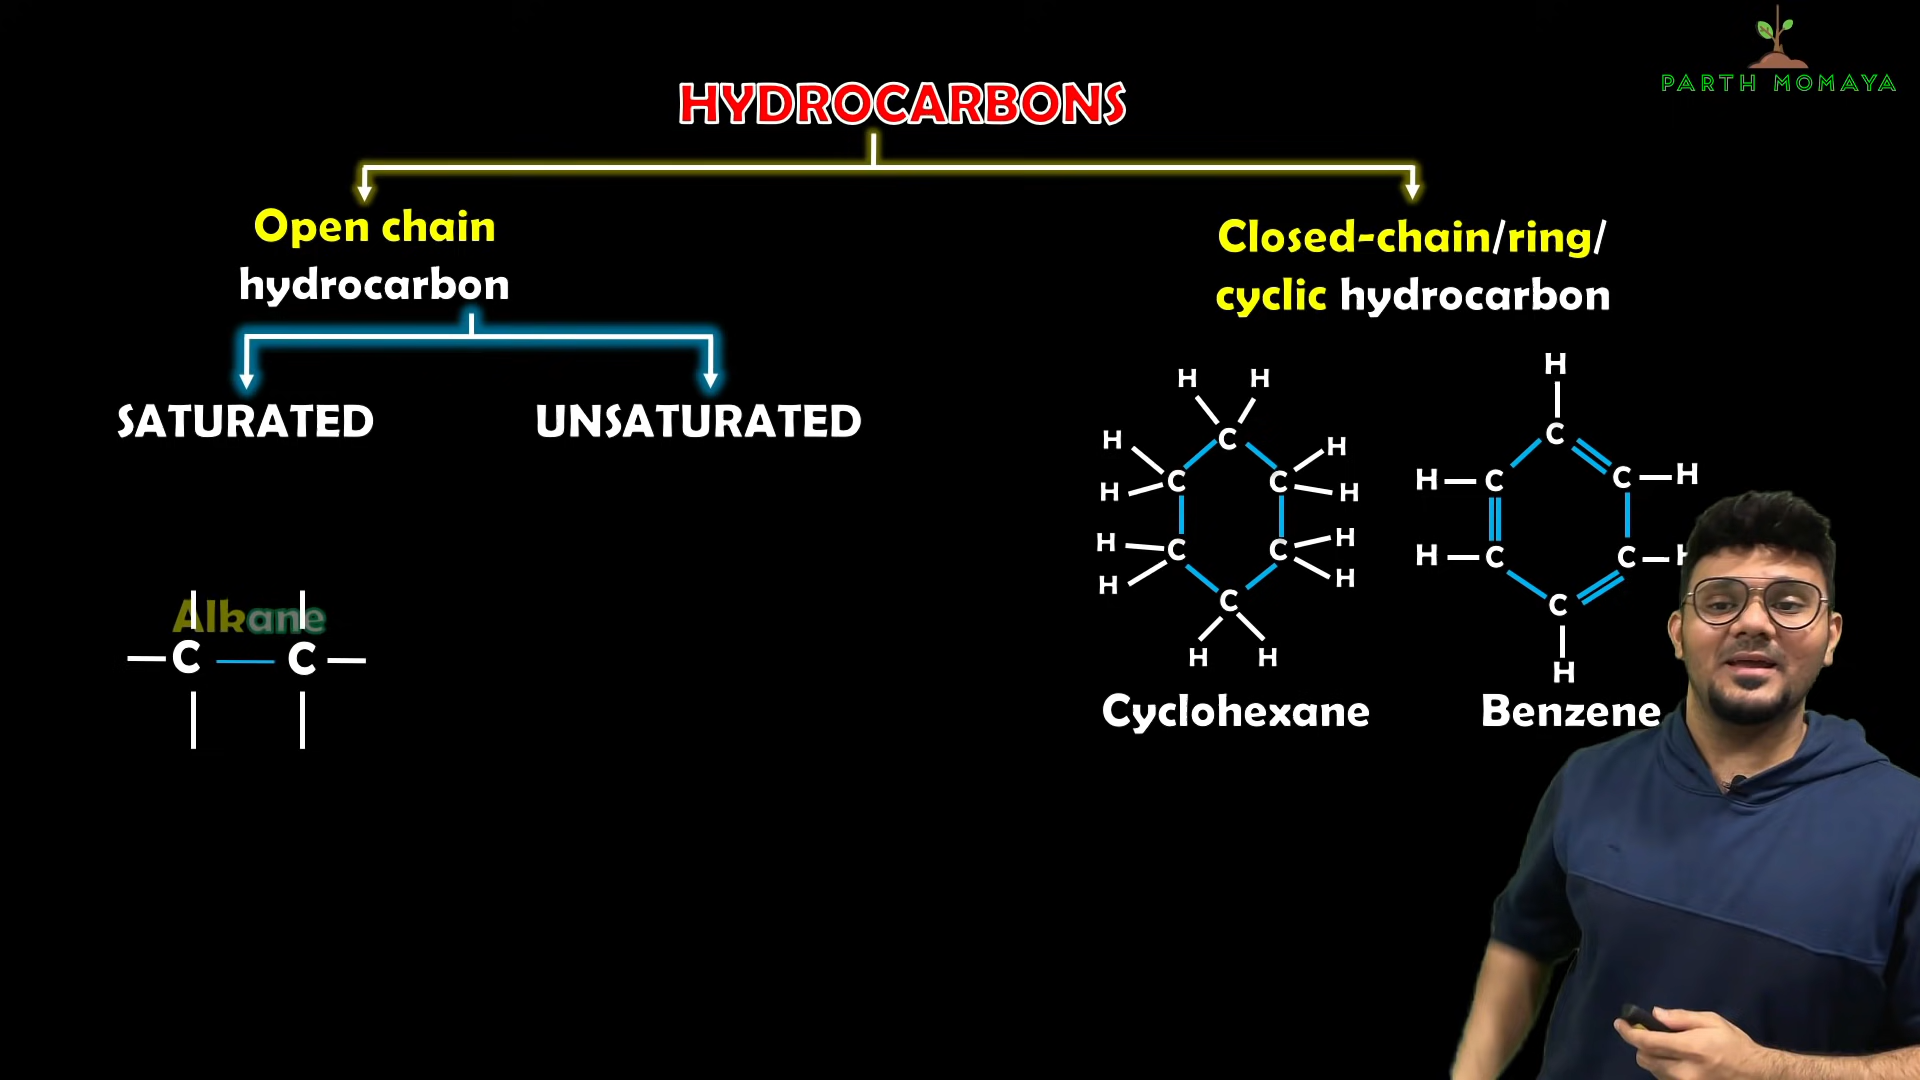 PARTH MOMAYA
HYDROCARBONS
Open chain
hydrocarbon
Closed-chain/ring/
cyclic hydrocarbon
SATURATED
UNSATURATED
Alkane
C C
H H
C
H C C H
H H
H C C H
H H
C
H H
Cyclohexane
H
C
H C C H
H C C H
C
H
Benzene